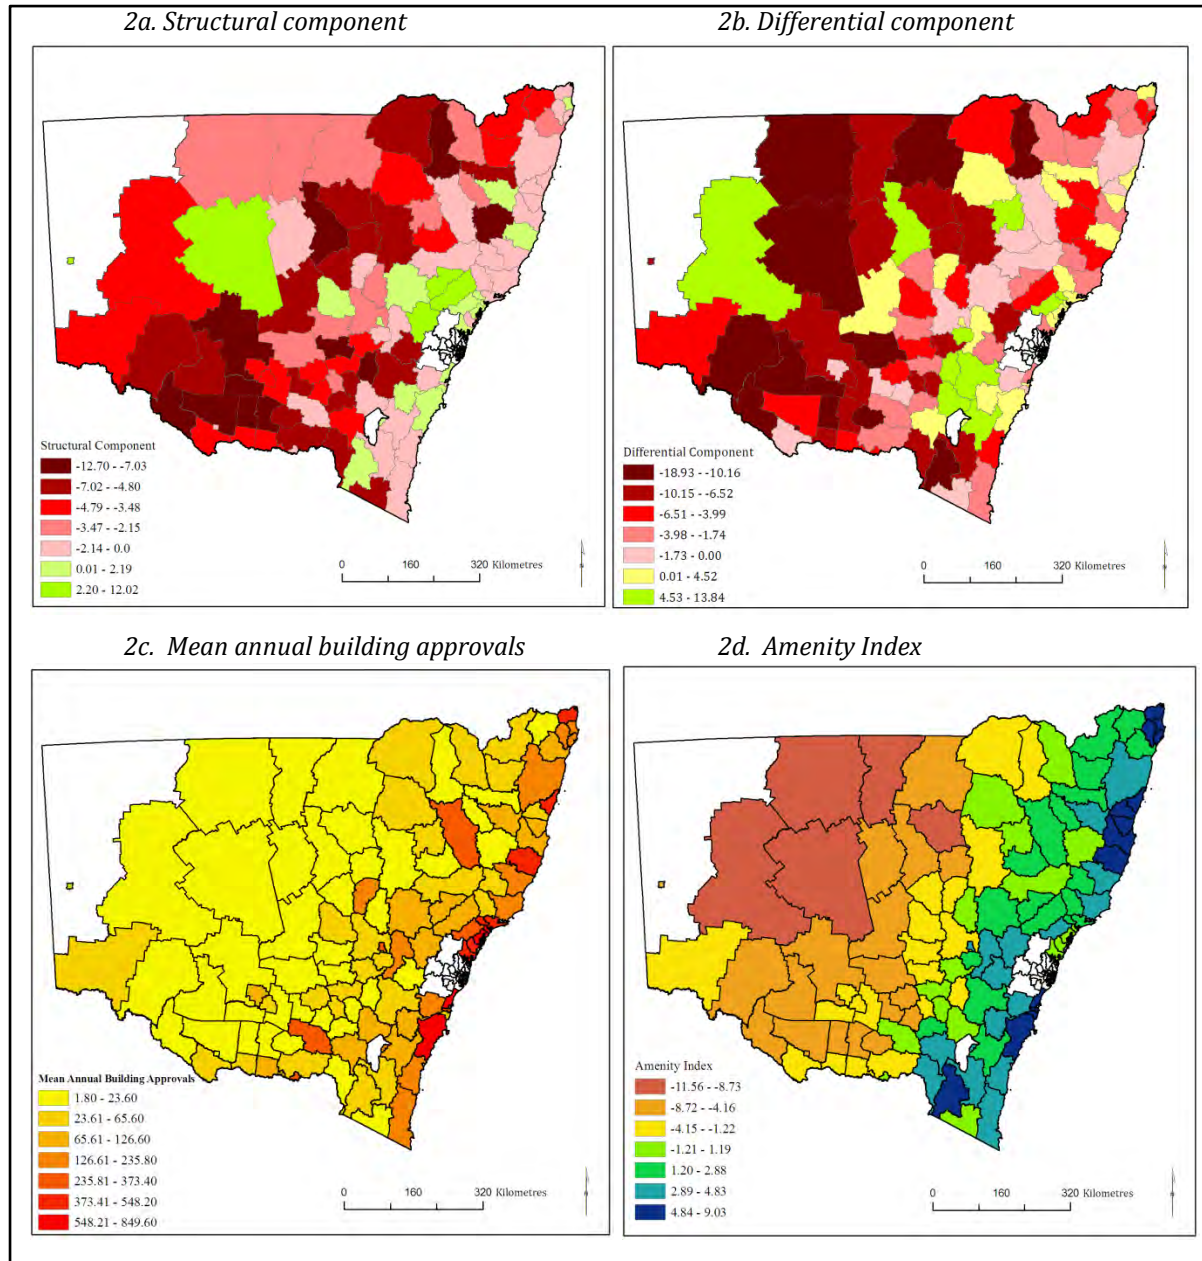 2a. Structural component
2b. Differential component
Structural Component
-12.70 - -7.03
-7.02 - -4.80
-4.79 - -3.48
-3.47 - -2.15
-2.14 - 0.0
0.01 - 2.19
2.20 - 12.02
0 160 320 Kilometres
N
Differential Component
-18.93 - -10.16
-10.15 - -6.52
-6.51 - -3.99
-3.98 - -1.74
-1.73 - 0.00
0.01 - 4.52
4.53 - 13.84
0 160 320 Kilometres
N
2c. Mean annual building approvals
2d. Amenity Index
Mean Annual Building Approvals
1.80 - 23.60
23.61 - 65.60
65.61 - 126.60
126.61 - 235.80
235.81 - 373.40
373.41 - 548.20
548.21 - 849.60
0 160 320 Kilometres
N
Amenity Index
-11.56 - -8.73
-8.72 - -4.16
-4.15 - -1.22
-1.21 - 1.19
1.20 - 2.88
2.89 - 4.83
4.84 - 9.03
0 160 320 Kilometres
N